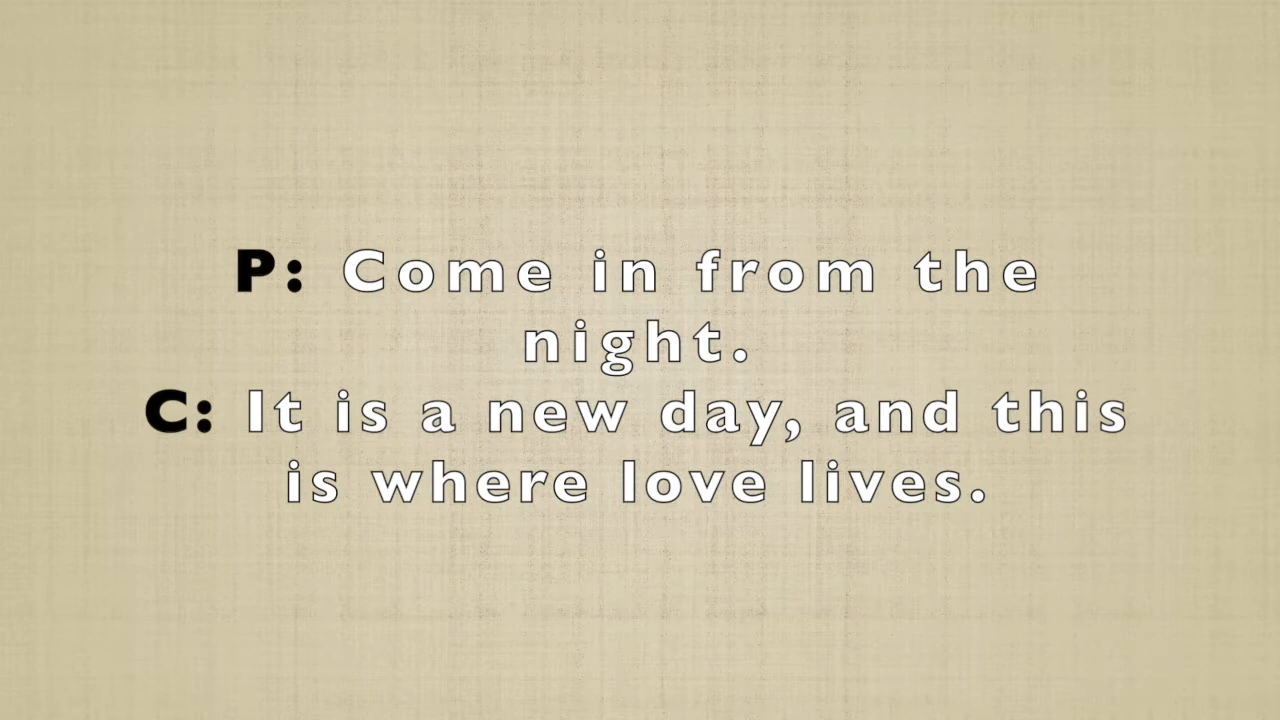 P: Come in from the
night.
C: It is a new day, and this
is where love lives.